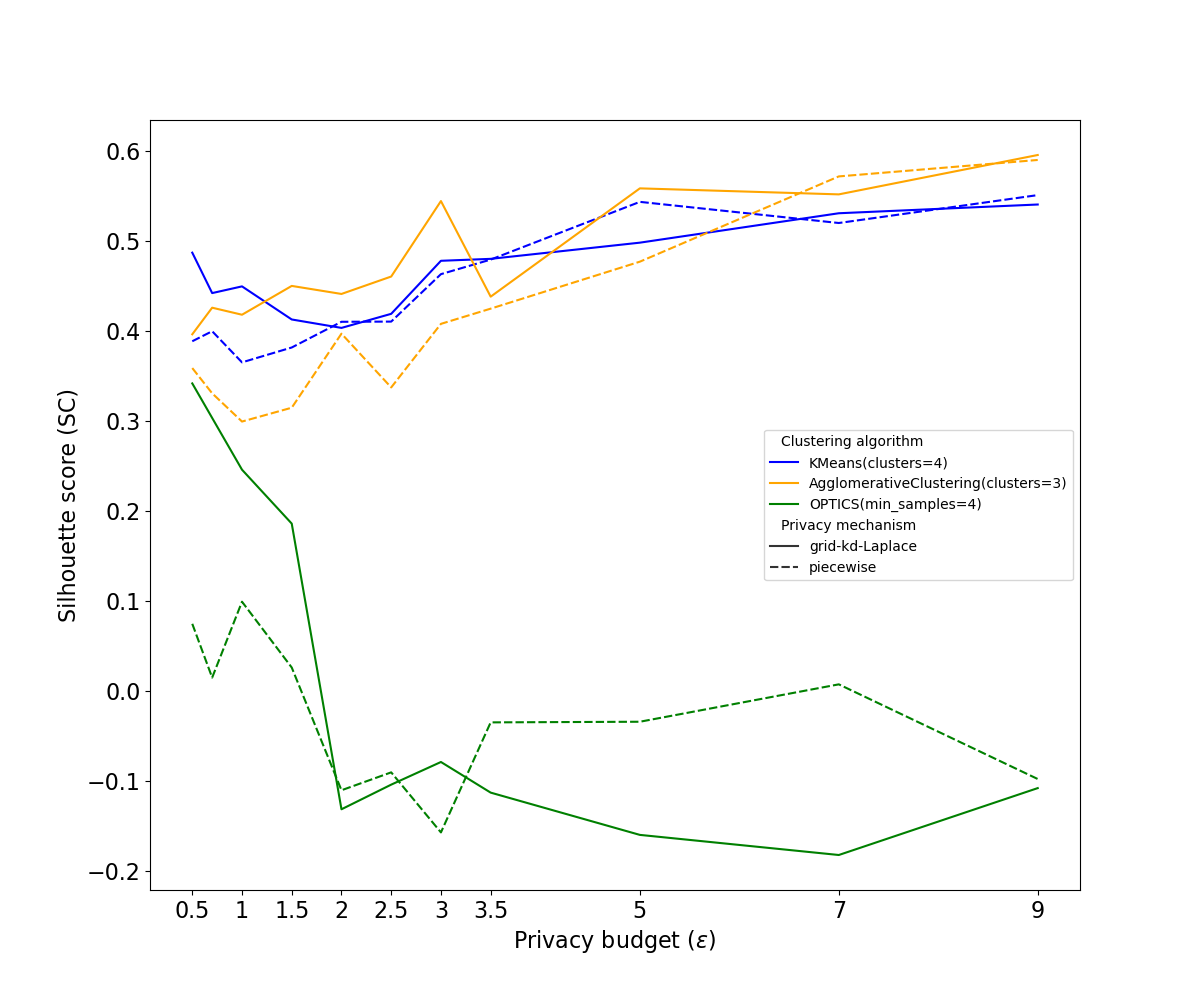 0.6
0.5
0.4
0.3
0.2
0.1
0.0
−0.1
−0.2
Silhouette score (SC)
Clustering algorithm
KMeans(clusters=4)
AgglomerativeClustering(clusters=3)
OPTICS(min_samples=4)
Privacy mechanism
grid-kd-Laplace
piecewise
0.5 1 1.5 2 2.5 3 3.5 5 7 9
Privacy budget (ε)